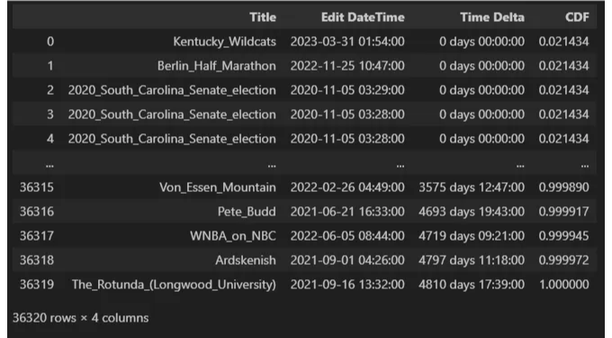 Title Edit DateTime Time Delta CDF
0 Kentucky_Wildcats 2023-03-31 01:54:00 0 days 00:00:00 0.021434
1 Berlin_Half_Marathon 2022-11-25 10:47:00 0 days 00:00:00 0.021434
2 2020_South_Carolina_Senate_election 2020-11-05 03:29:00 0 days 00:00:00 0.021434
3 2020_South_Carolina_Senate_election 2020-11-05 03:28:00 0 days 00:00:00 0.021434
4 2020_South_Carolina_Senate_election 2020-11-05 03:28:00 0 days 00:00:00 0.021434
... ... ... ... ...
36315 Von_Essen_Mountain 2022-02-26 04:49:00 3575 days 12:47:00 0.999890
36316 Pete_Budd 2021-06-21 16:33:00 4693 days 19:43:00 0.999917
36317 WNBA_on_NBC 2022-06-05 08:44:00 4719 days 09:21:00 0.999945
36318 Ardskenish 2021-09-01 04:26:00 4797 days 11:18:00 0.999972
36319 The_Rotunda_(Longwood_University) 2021-09-16 13:32:00 4810 days 17:39:00 1.000000
36320 rows × 4 columns